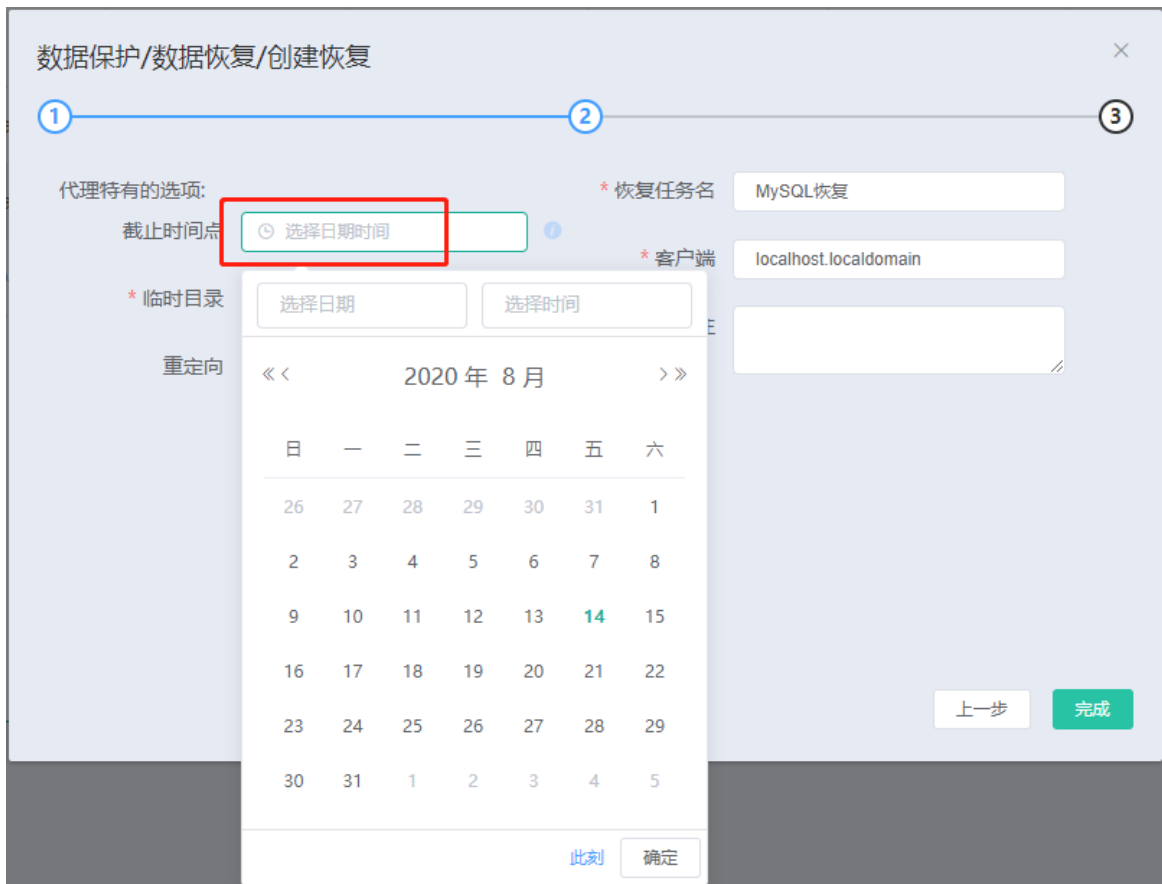 数据保护/数据恢复/创建恢复
1
2
3
代理特有的选项:
截止时间点
选择日期时间
* 临时目录
重定向
* 恢复任务名
MySQL恢复
* 客户端
localhost.localdomain
选择日期
选择时间
2020 年 8 月
日 一 二 三 四 五 六
26 27 28 29 30 31 1
2 3 4 5 6 7 8
9 10 11 12 13 14 15
16 17 18 19 20 21 22
23 24 25 26 27 28 29
30 31 1 2 3 4 5
此刻
确定
上一步
完成